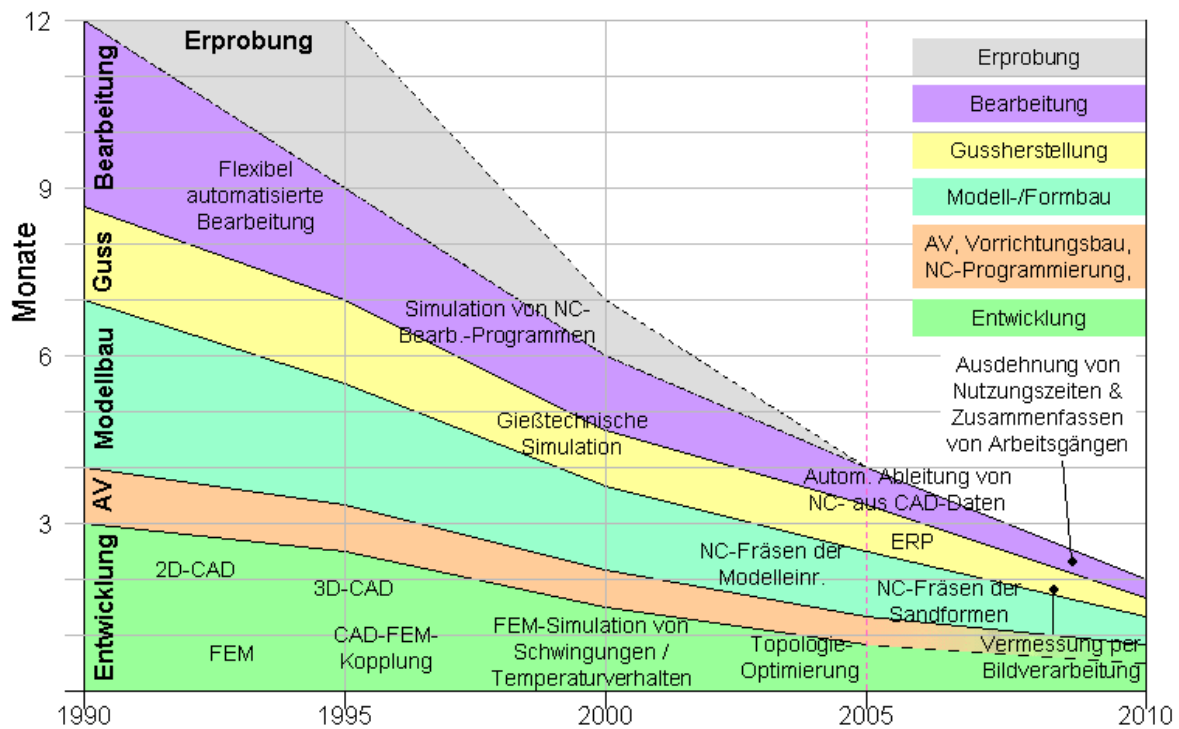 12
9
6
3
Monate
Bearbeitung
Guss
Modellbau
AV
Entwicklung
Erprobung
Flexibel
automatisierte
Bearbeitung
Simulation von NC-
Bearb.-Programmen
Gießtechnische
Simulation
Autom. Ableitung von
NC- aus CAD-Daten
ERP
NC-Fräsen der
Modelleinr.
NC-Fräsen der
Sandformen
2D-CAD
3D-CAD
FEM
CAD-FEM-
Kopplung
FEM-Simulation von
Schwingungen /
Temperaturverhalten
Topologie-
Optimierung
Vermessung per
Bildverarbeitung
Erprobung
Bearbeitung
Gussherstellung
Modell-/Formbau
AV, Vorrichtungsbau,
NC-Programmierung,
Entwicklung
Ausdehnung von
Nutzungszeiten &
Zusammenfassen
von Arbeitsgängen
1990
1995
2000
2005
2010